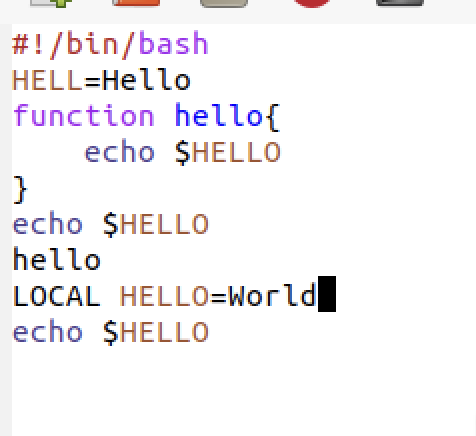 #!/bin/bash
HELL=Hello
function hello{
    echo $HELLO
}
echo $HELLO
hello
LOCAL HELLO=World
echo $HELLO